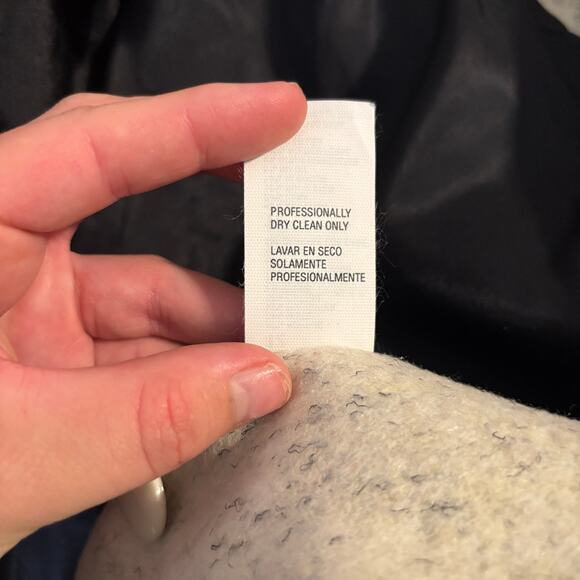 PROFESSIONALLY
DRY CLEAN ONLY
LAVAR EN SECO
SOLAMENTE
PROFESIONALMENTE